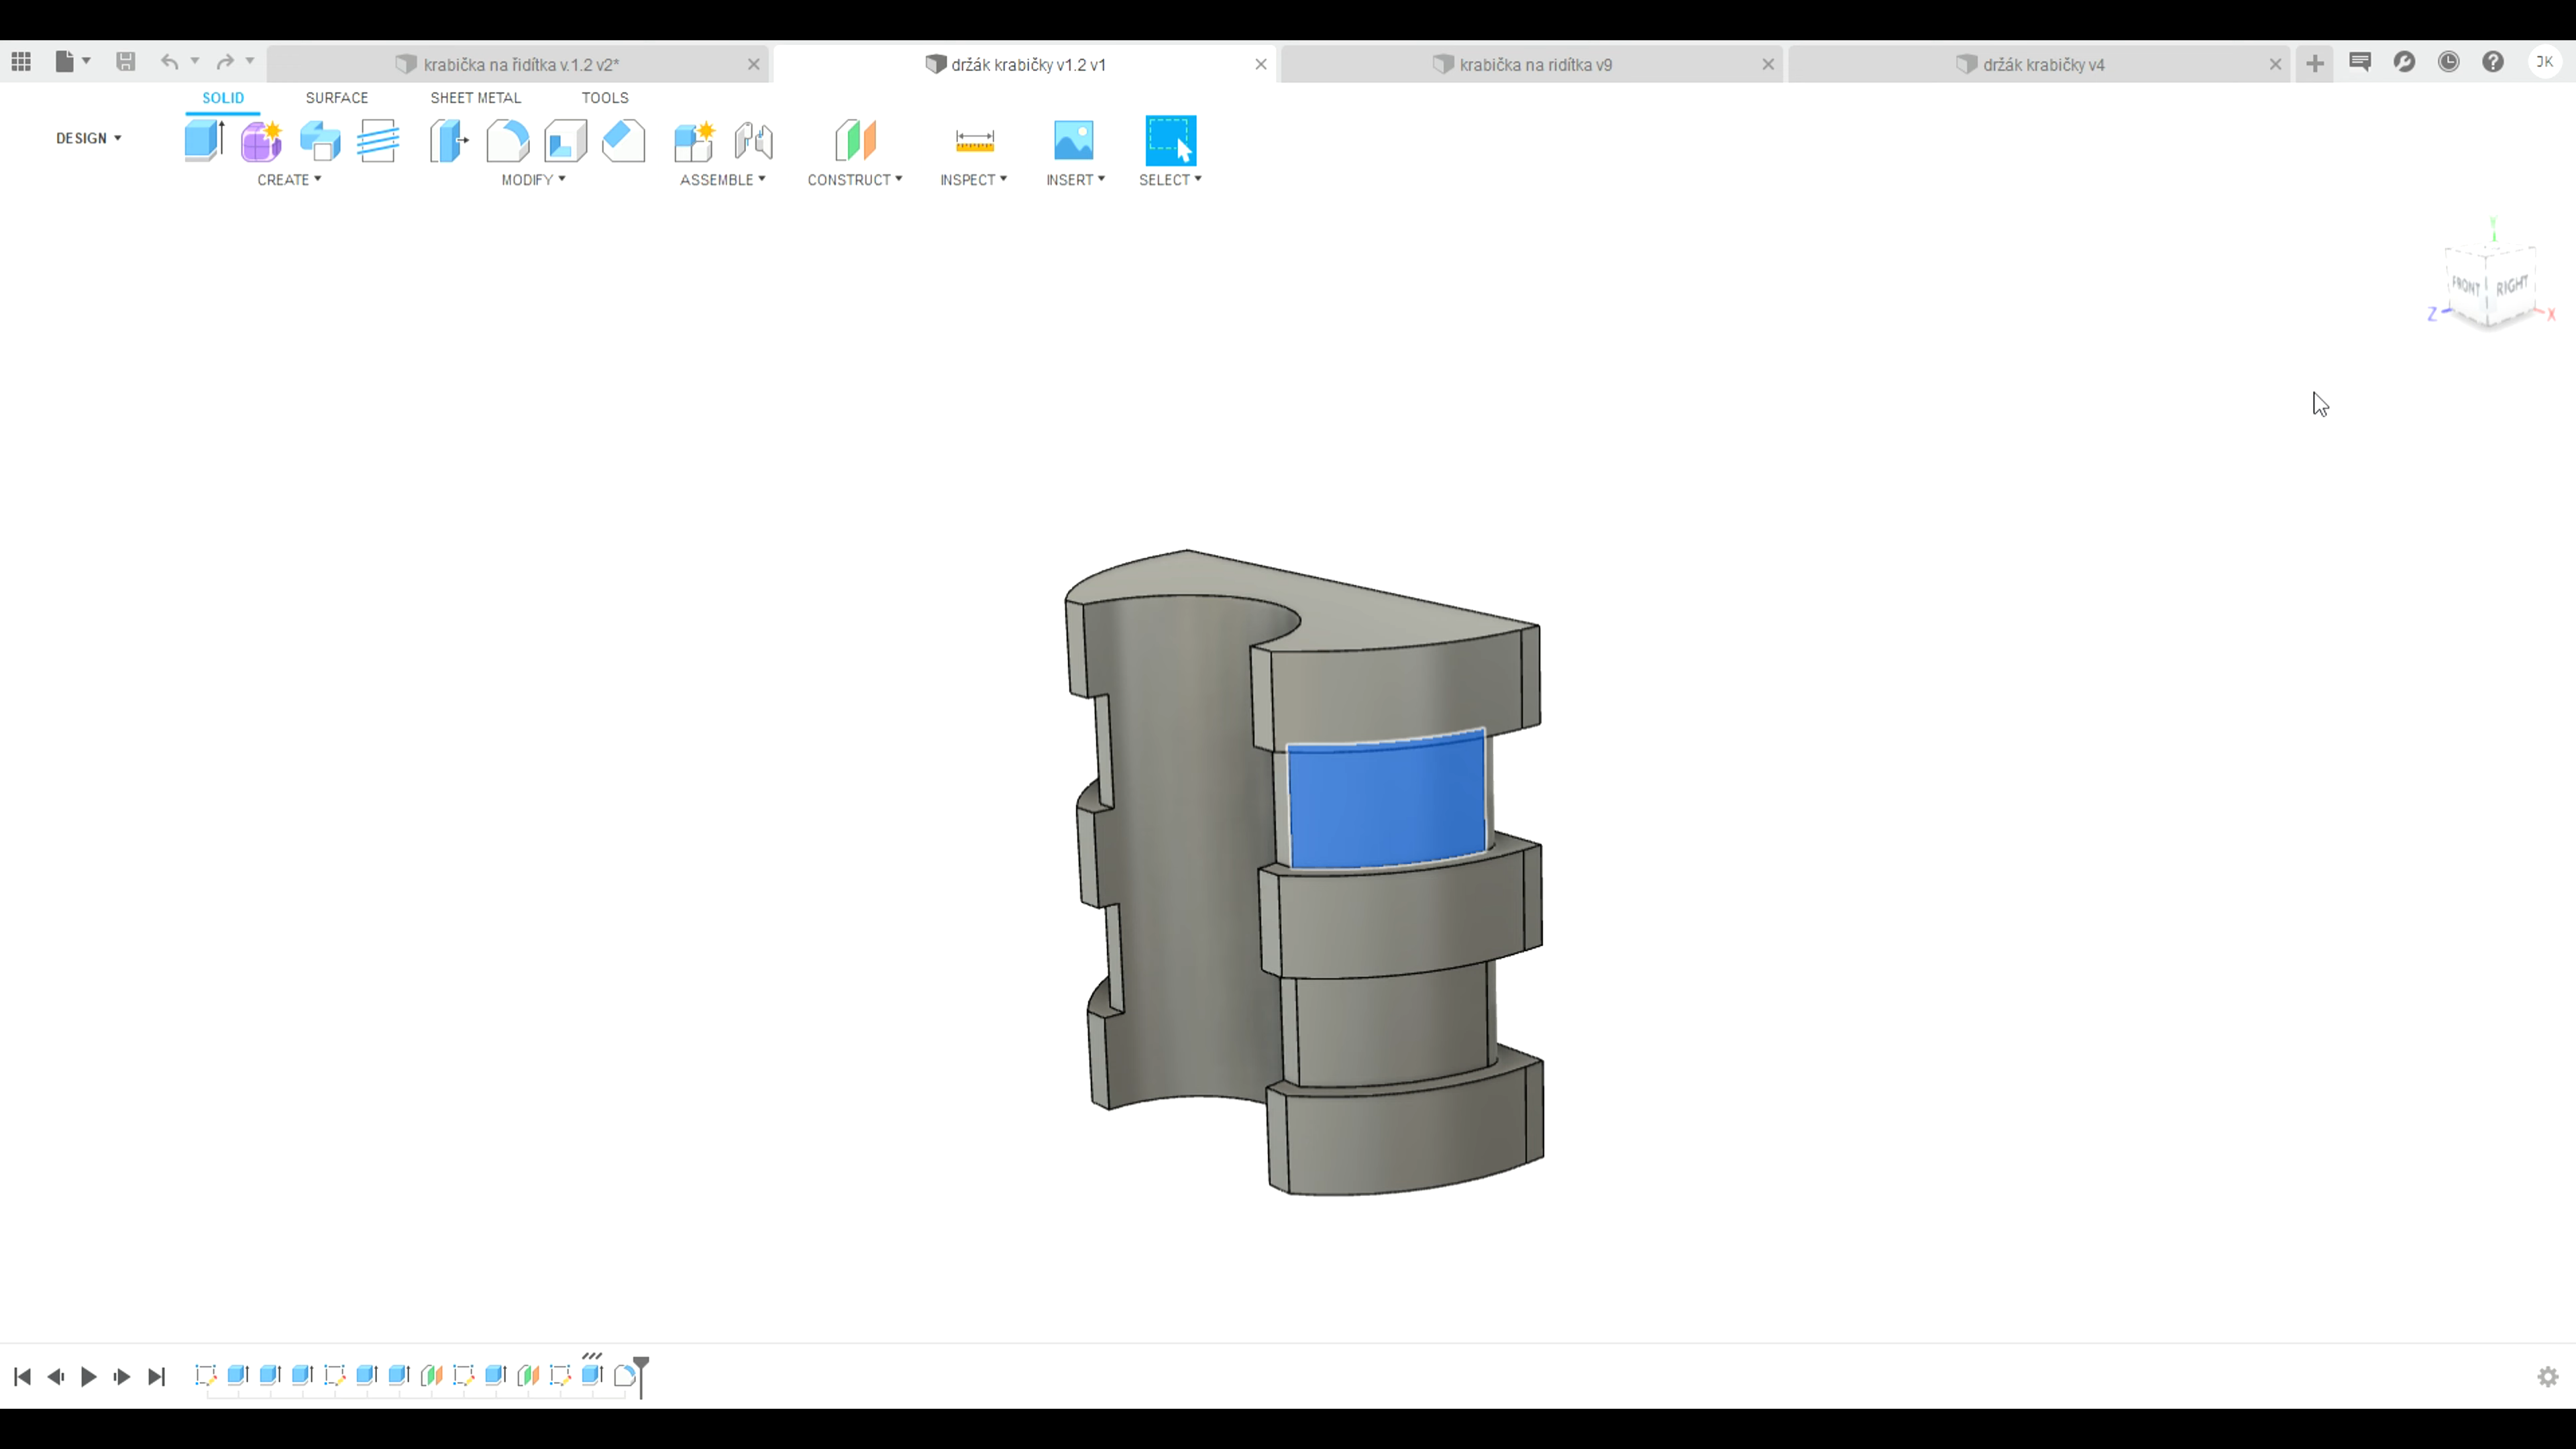 krabička na řidítka v.1.2 v2*
držák krabičky v1.2 v1
krabička na ridítka v9
držák krabičky v4
JK
SOLID SURFACE SHEET METAL TOOLS
DESIGN
CREATE MODIFY ASSEMBLE CONSTRUCT INSPECT INSERT SELECT
Y
FRONT RIGHT
Z X